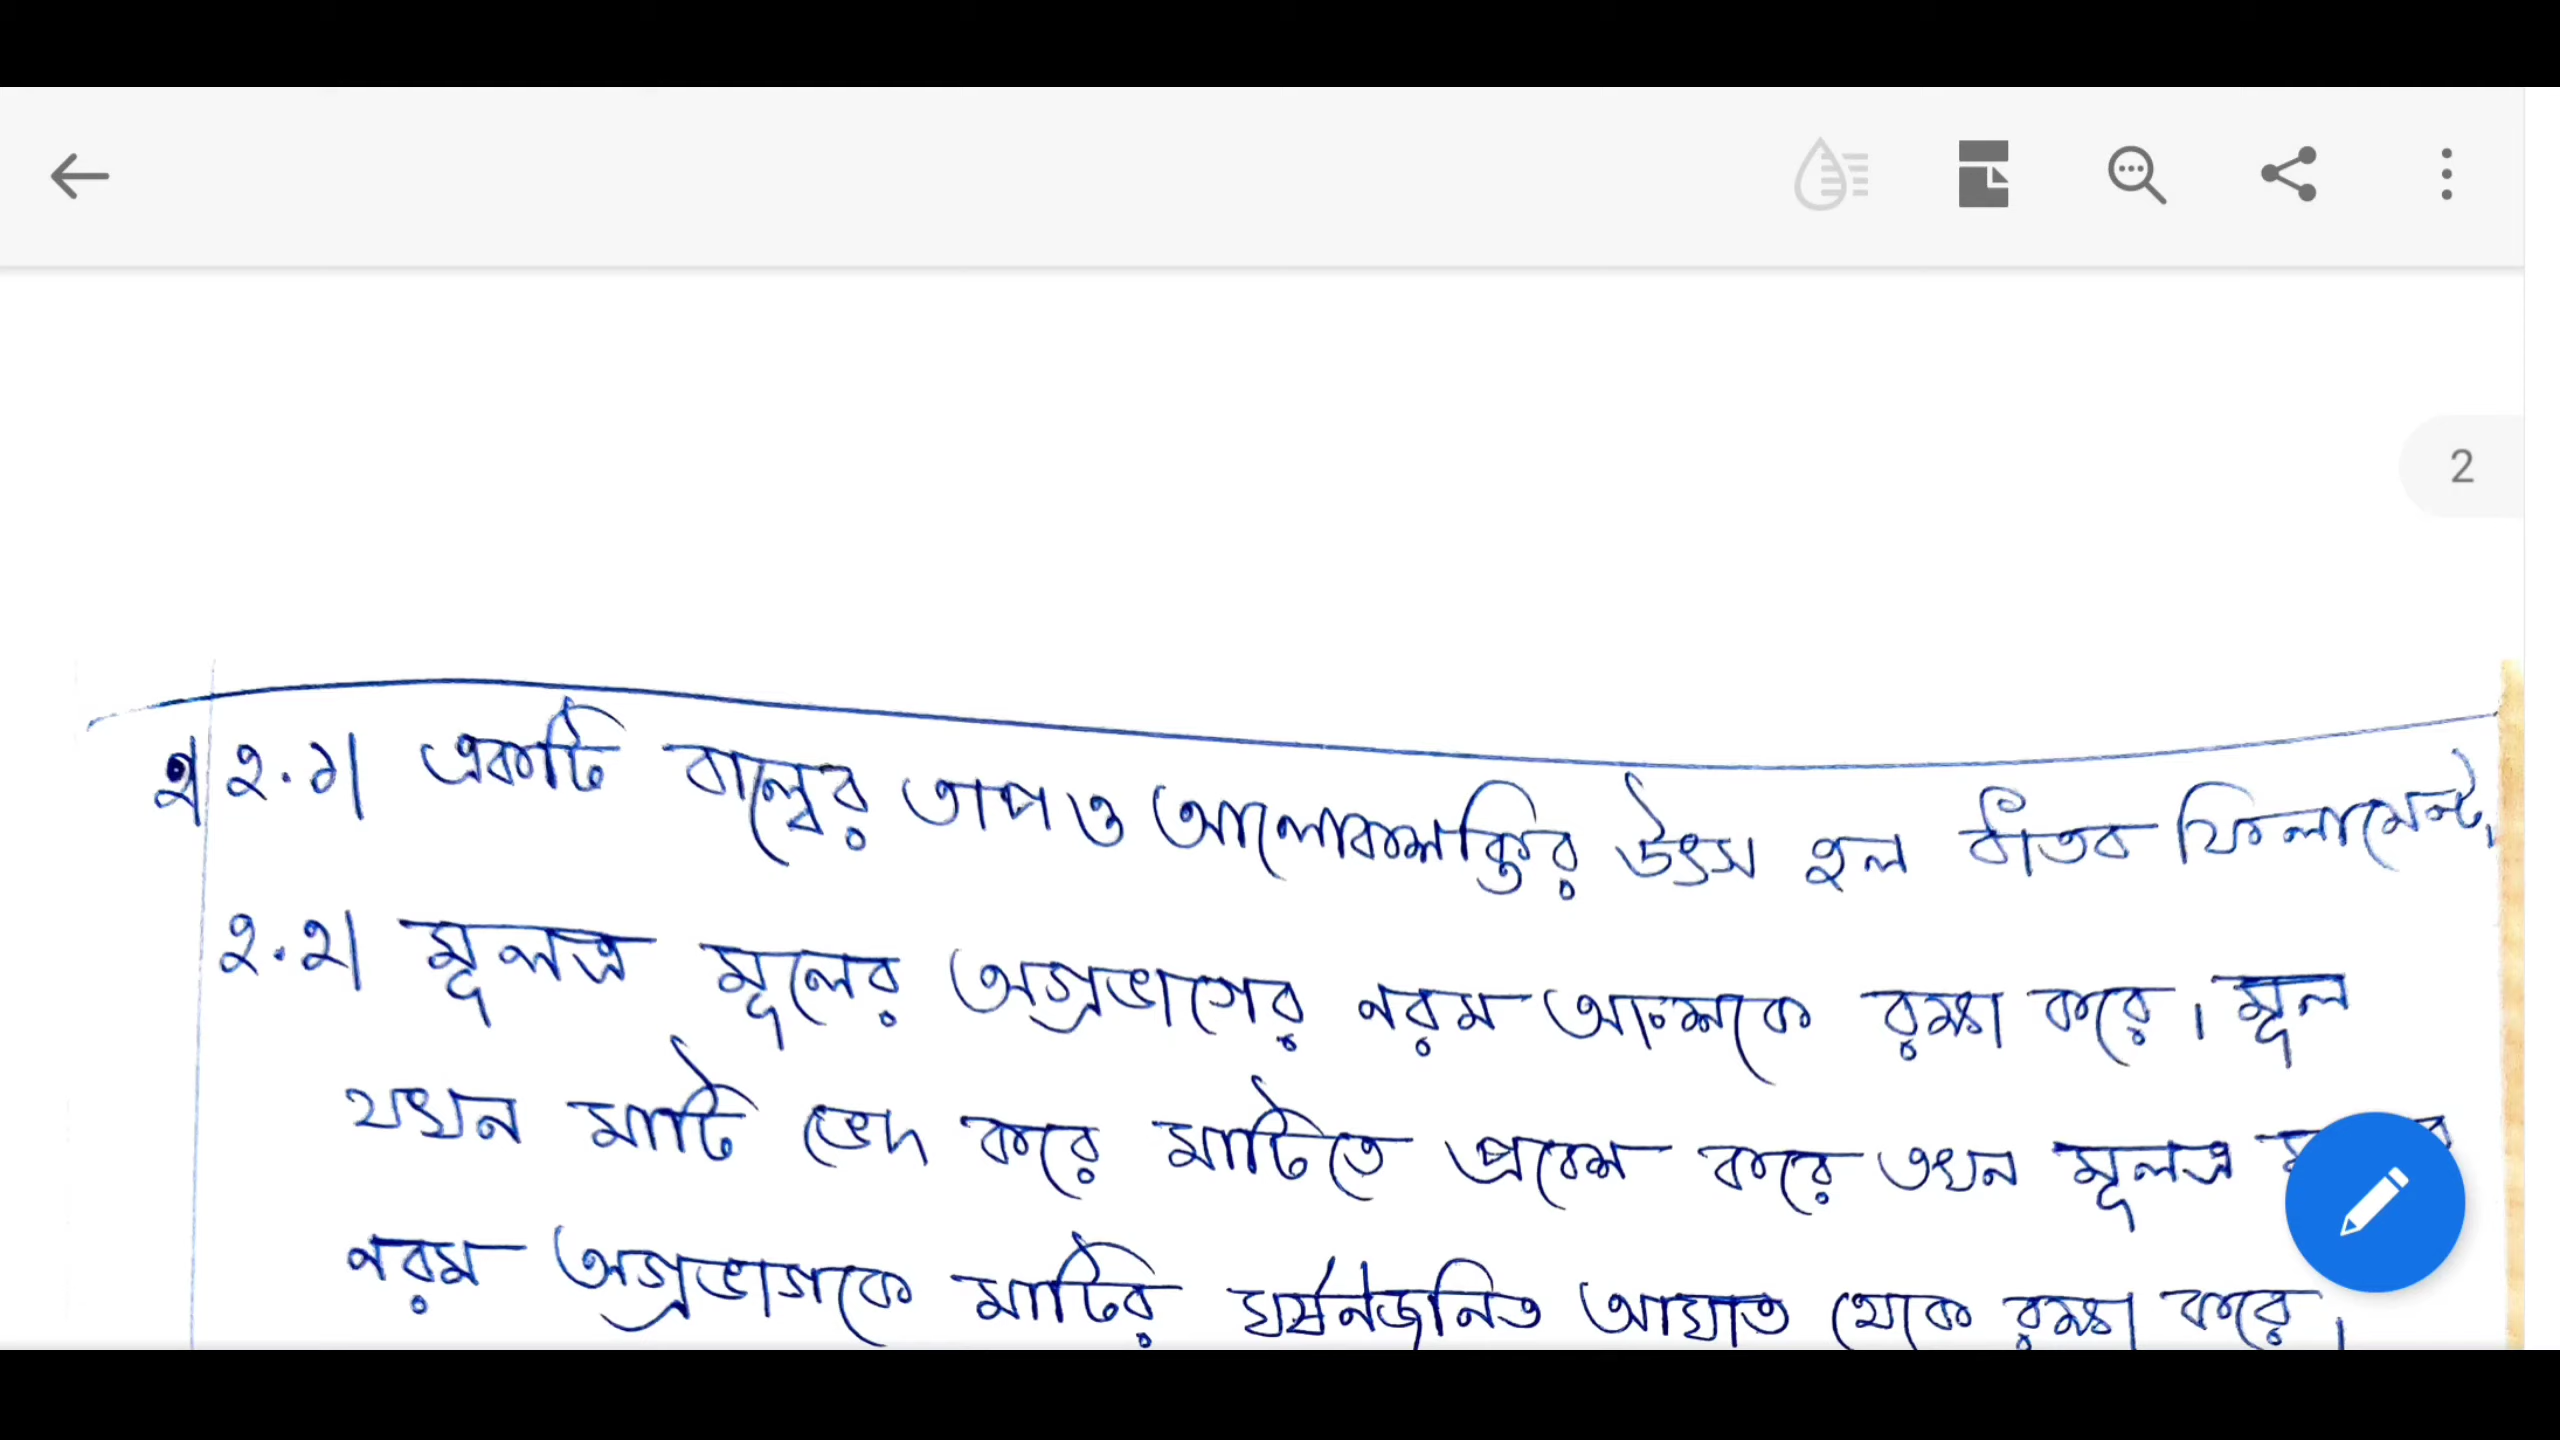 2
২.১। একটি বাল্বের তাপ ও আলোকশক্তির উৎস হল ধাতব ফিলামেন্ট,
২.২। মূলত্র মূলের অগ্রভাগের নরম অংশকে রক্ষা করে। মূল
যখন মাটি ভেদ করে মাটিতে প্রবেশ করে তখন মূলত্র
নরম অগ্রভাগকে মাটির ঘর্ষনজনিত আঘাত থেকে রক্ষা করে।